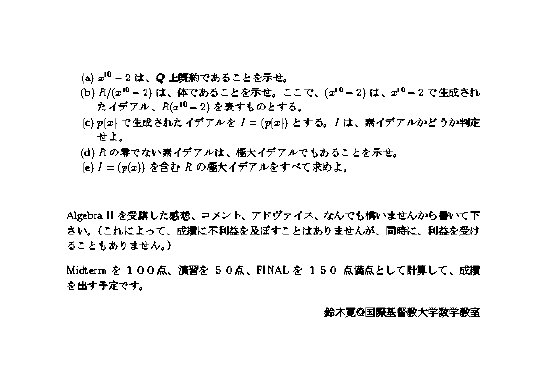 (a) x¹⁰ − 2 は、Q 上既約であることを示せ。
(b) R/(x¹⁰ − 2) は、体であることを示せ。ここで、(x¹⁰ − 2) は、x¹⁰ − 2 で生成され
たイデアル、R(x¹⁰ − 2) を表すものとする。
(c) p(x) で生成されたイデアルを I = (p(x)) とする。I は、素イデアルかどうか判定
せよ。
(d) R の零でない素イデアルは、極大イデアルでもあることを示せ。
(e) I = (p(x)) を含む R の極大イデアルをすべて求めよ。
Algebra II を受講した感想、コメント、アドヴァイス、なんでも構いませんから書いて下
さい。（これによって、成績に不利益を及ぼすことはありませんが、同時に、利益を受け
ることもありません。）
Midterm を １００点、演習を ５０点、FINAL を １５０ 点満点として計算して、成績
を出す予定です。
鈴木寛@国際基督教大学数学教室